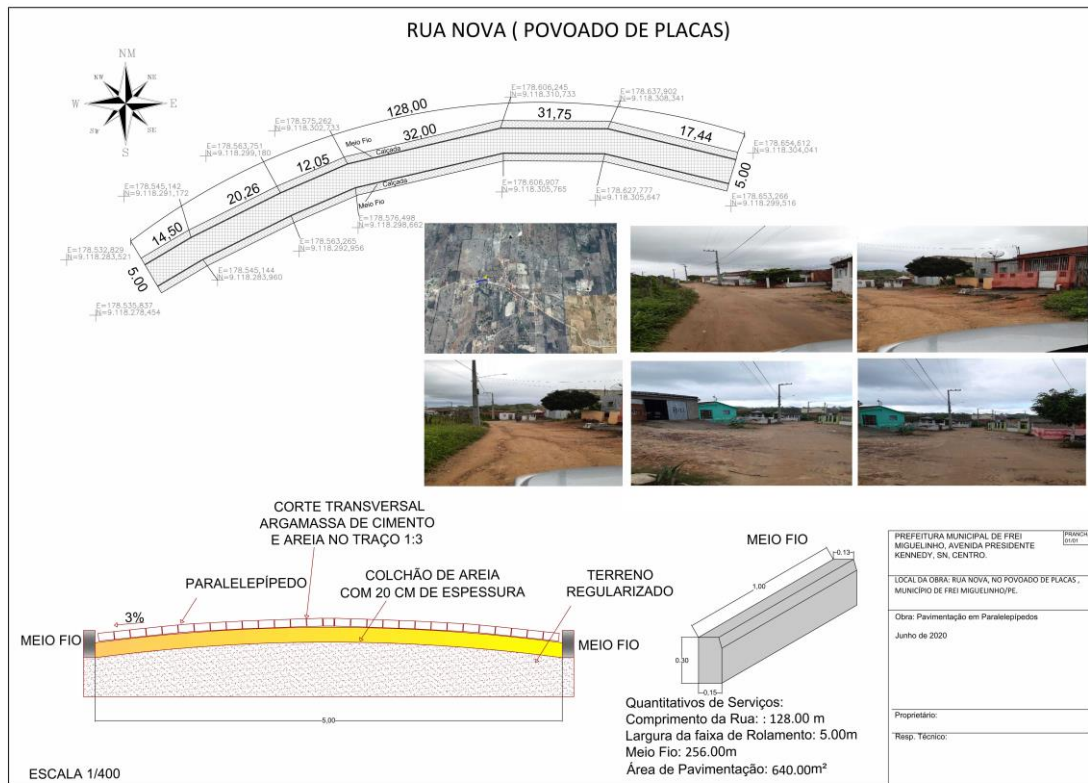 RUA NOVA ( POVOADO DE PLACAS)
NM
NW
NE
W
E
SW
SE
S
128,00
14,50
20,26
12,05
32,00
31,75
17,44
5.00
5.00
Meio Fio
Calçada
Calçada
Meio Fio
E=178.532,829
N=9.118.283,521
E=178.545,142
N=9.118.291,172
E=178.563,751
N=9.118.299,180
E=178.575,262
N=9.118.302,733
E=178.606,245
N=9.118.310,733
E=178.637,902
N=9.118.308,341
E=178.654,612
N=9.118.304,041
E=178.653,266
N=9.118.299,516
E=178.627,777
N=9.118.305,647
E=178.606,907
N=9.118.305,765
E=178.576,498
N=9.118.298,662
E=178.563,265
N=9.118.292,956
E=178.545,144
N=9.118.283,960
E=178.535,837
N=9.118.278,454
CORTE TRANSVERSAL
ARGAMASSA DE CIMENTO
E AREIA NO TRAÇO 1:3
PARALELEPÍPEDO
COLCHÃO DE AREIA
COM 20 CM DE ESPESSURA
TERRENO
REGULARIZADO
3%
MEIO FIO
MEIO FIO
5,00
ESCALA 1/400
MEIO FIO
0.13
1.00
0.30
0.15
Quantitativos de Serviços:
Comprimento da Rua: : 128.00 m
Largura da faixa de Rolamento: 5.00m
Meio Fio: 256.00m
Área de Pavimentação: 640.00m²
PREFEITURA MUNICIPAL DE FREI
MIGUELINHO, AVENIDA PRESIDENTE
KENNEDY, SN, CENTRO.
PRANCHA
01/01
LOCAL DA OBRA: RUA NOVA, NO POVOADO DE PLACAS ,
MUNICÍPIO DE FREI MIGUELINHO/PE.
Obra: Pavimentação em Paralelepípedos
Junho de 2020
Proprietário:
Resp. Técnico: